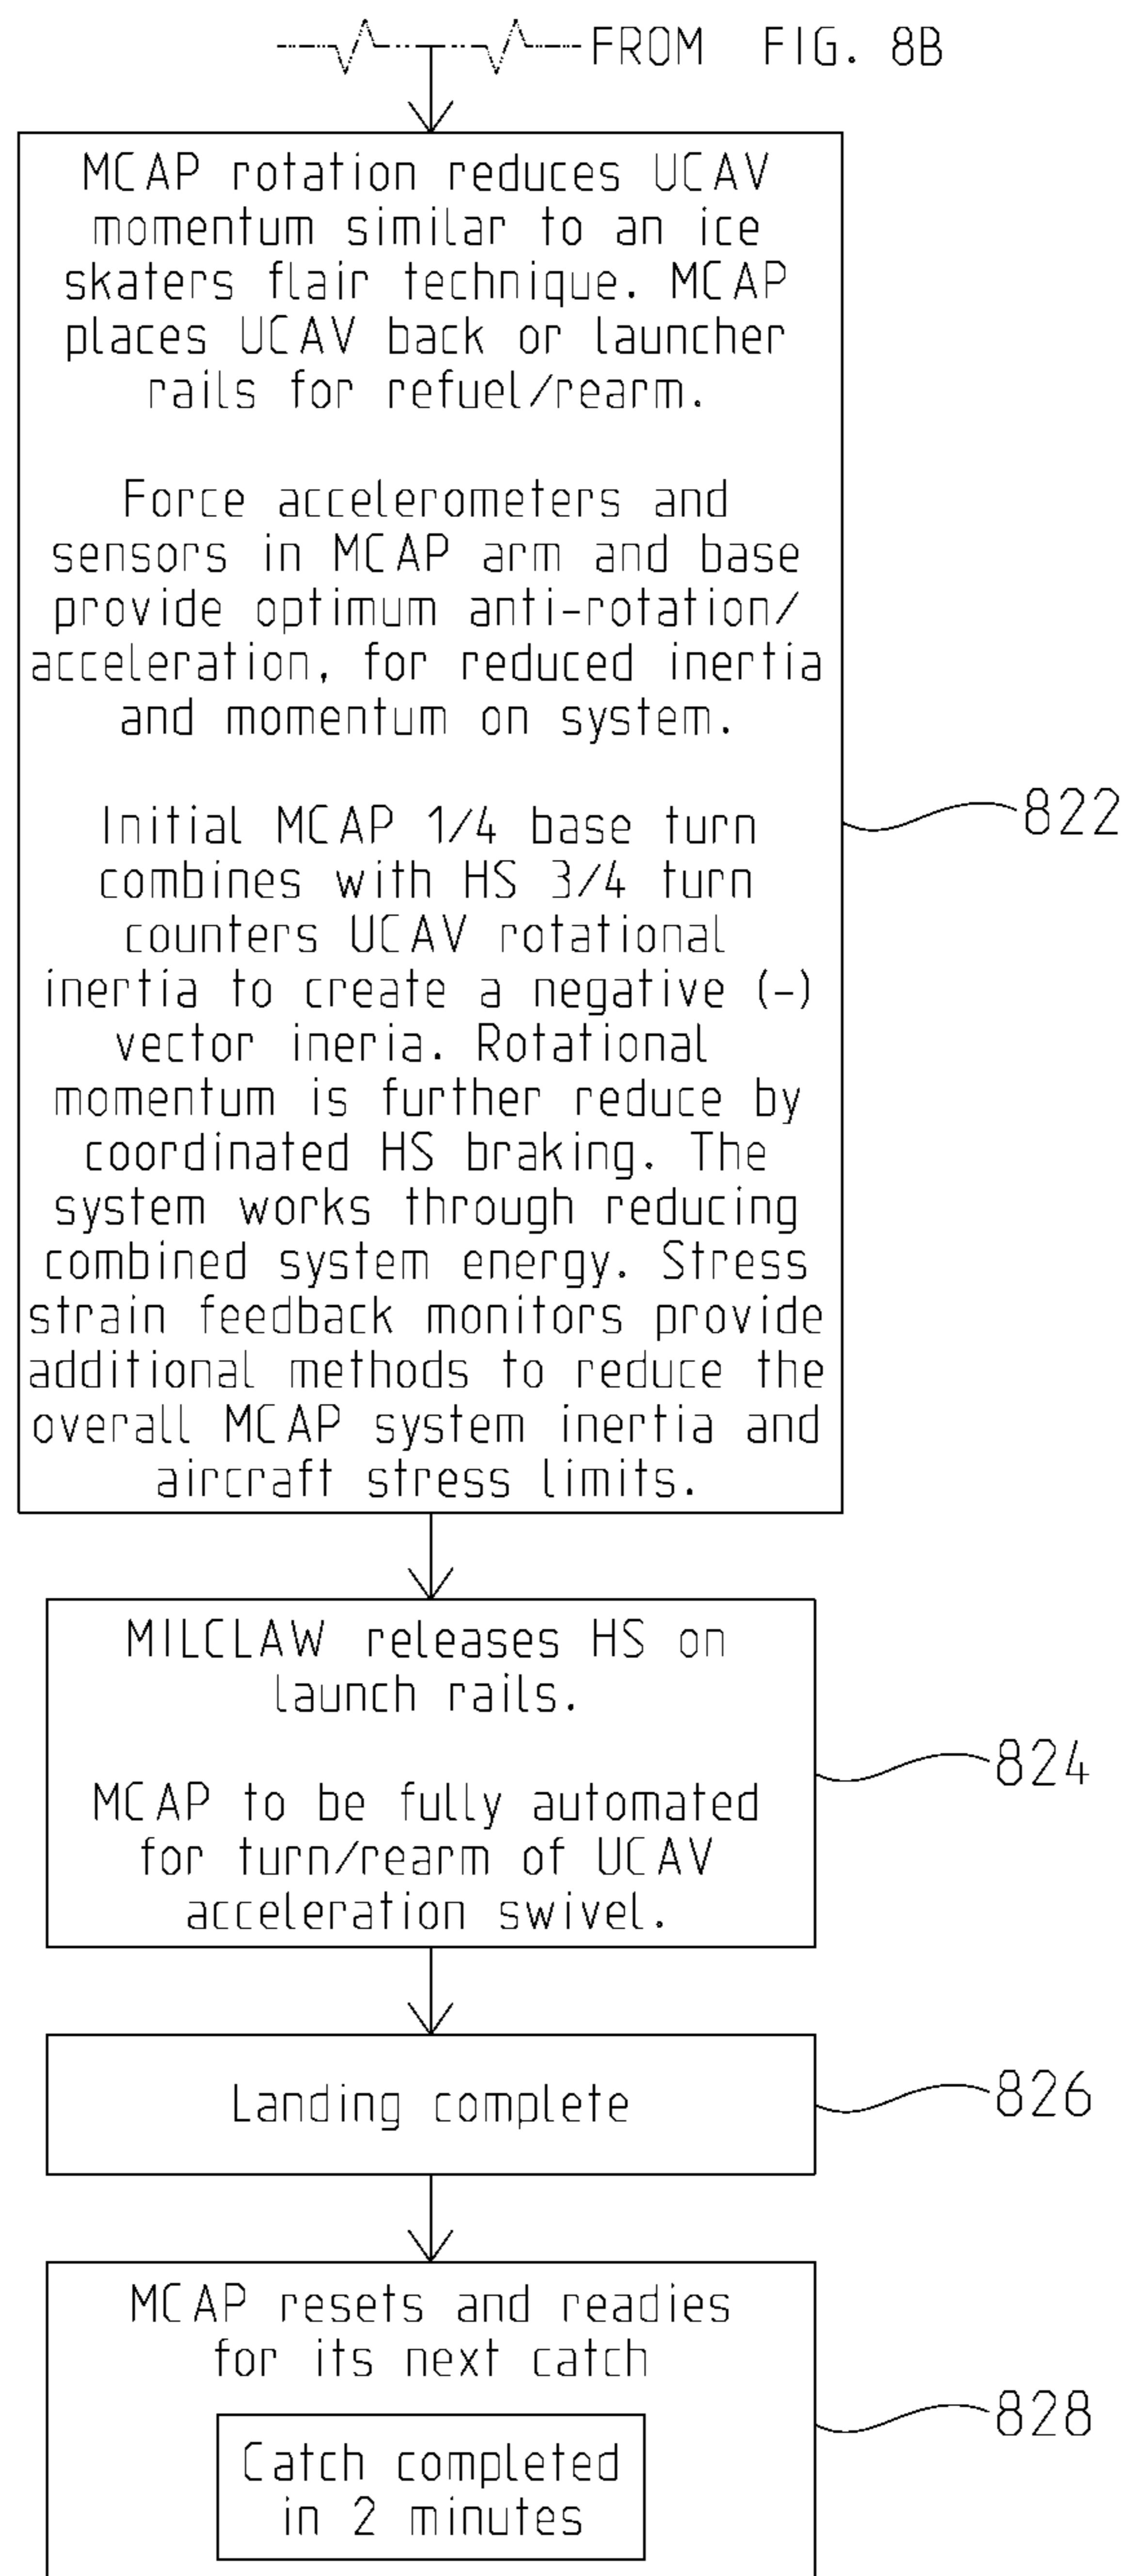 FROM FIG. 8B
MCAP rotation reduces UCAV
momentum similar to an ice
skaters flair technique. MCAP
places UCAV back or launcher
rails for refuel/rearm.
Force accelerometers and
sensors in MCAP arm and base
provide optimum anti-rotation/
acceleration, for reduced inertia
and momentum on system.
Initial MCAP 1/4 base turn
combines with HS 3/4 turn
counters UCAV rotational
inertia to create a negative (-)
vector ineria. Rotational
momentum is further reduce by
coordinated HS braking. The
system works through reducing
combined system energy. Stress
strain feedback monitors provide
additional methods to reduce the
overall MCAP system inertia and
aircraft stress limits.
822
MILCLAW releases HS on
launch rails.
MCAP to be fully automated
for turn/rearm of UCAV
acceleration swivel.
824
Landing complete
826
MCAP resets and readies
for its next catch
828
Catch completed
in 2 minutes